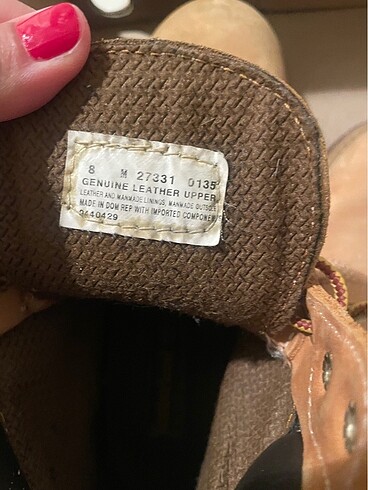 8 M 27331 0135
GENUINE LEATHER UPPER
LEATHER AND MANMADE LININGS, MANMADE OUTSOLE
MADE IN DOM REP WITH IMPORTED COMPONENTS
2440429